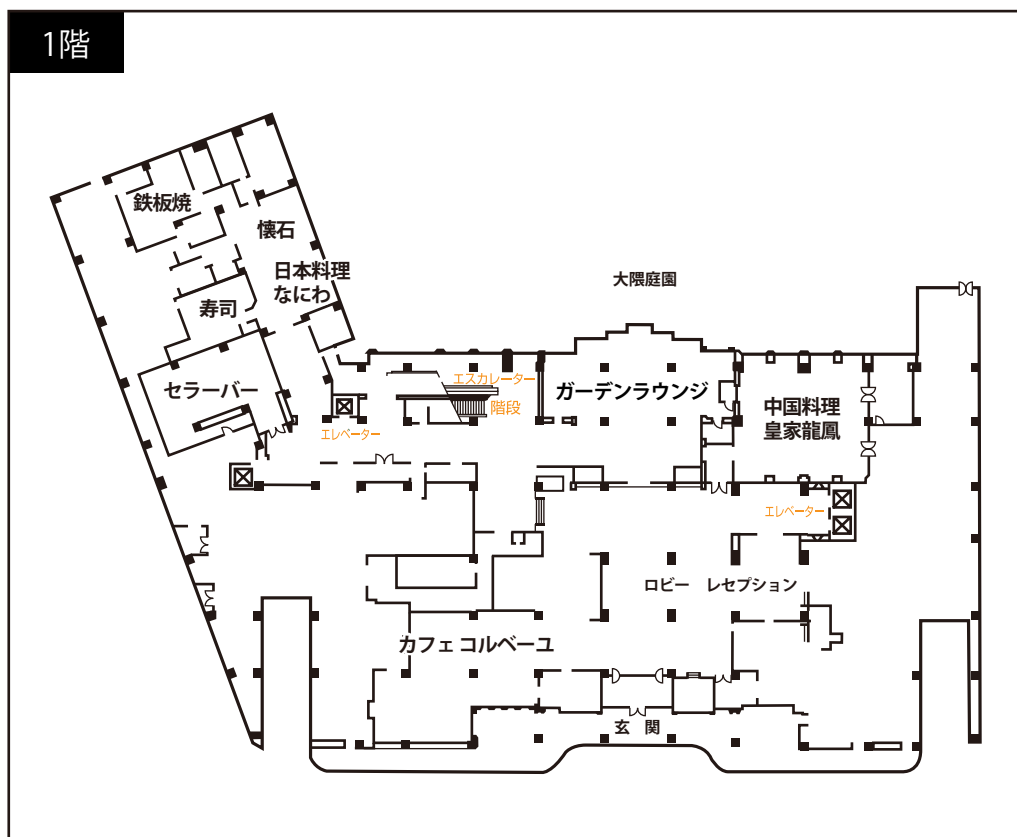 1階
鉄板焼
懐石
日本料理
なにわ
大隈庭園
寿司
エスカレーター
セラーバー
ガーデンラウンジ
階段
中国料理
皇家龍鳳
エレベーター
エレベーター
ロビー レセプション
カフェ コルベーユ
玄 関